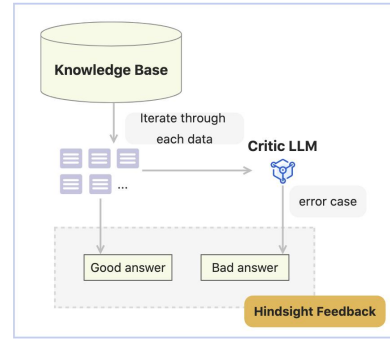 Knowledge Base
Iterate through
each data
Critic LLM
...
error case
Good answer
Bad answer
Hindsight Feedback